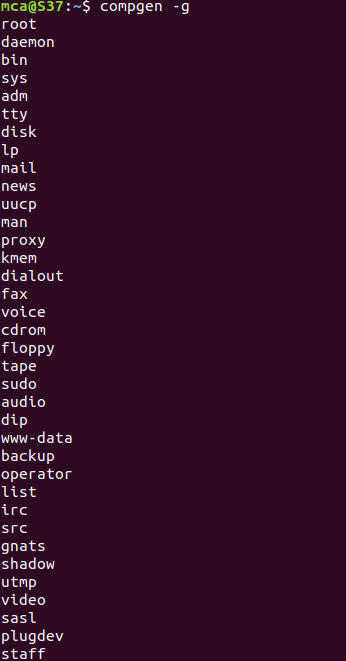 mca@S37:~$ compgen -g
root
daemon
bin
sys
adm
tty
disk
lp
mail
news
uucp
man
proxy
kmem
dialout
fax
voice
cdrom
floppy
tape
sudo
audio
dip
www-data
backup
operator
list
irc
src
gnats
shadow
utmp
video
sasl
plugdev
staff